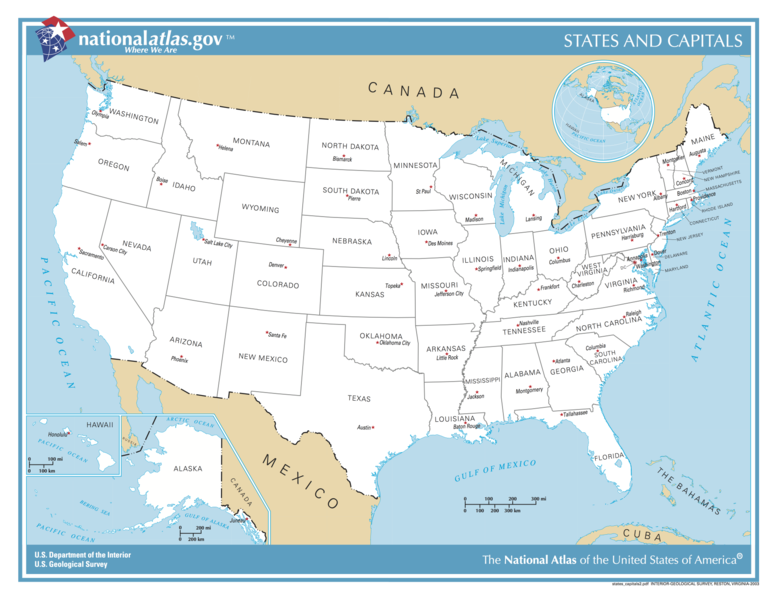 nationalatlas.gov™
Where We Are
STATES AND CAPITALS
CANADA
ALASKA
PACIFIC OCEAN
Olympia
WASHINGTON
Salem
OREGON
Boise
IDAHO
Helena
MONTANA
NORTH DAKOTA
Bismarck
SOUTH DAKOTA
Pierre
MINNESOTA
St Paul
WISCONSIN
Madison
Lake Superior
Lake Michigan
MICHIGAN
Lansing
NEW YORK
Albany
MAINE
Augusta
Montpelier
VERMONT
Concord
NEW HAMPSHIRE
Boston
MASSACHUSETTS
Providence
RHODE ISLAND
Hartford
CONNECTICUT
Trenton
NEW JERSEY
Dover
DELAWARE
Annapolis
MARYLAND
DC
Washington
PENNSYLVANIA
Harrisburg
WYOMING
Cheyenne
NEBRASKA
Lincoln
IOWA
Des Moines
ILLINOIS
Springfield
INDIANA
Indianapolis
OHIO
Columbus
WEST
VIRGINIA
Charleston
VIRGINIA
Richmond
NEVADA
Carson City
Sacramento
CALIFORNIA
Salt Lake City
UTAH
Denver
COLORADO
Topeka
KANSAS
MISSOURI
Jefferson City
Frankfort
KENTUCKY
Nashville
TENNESSEE
Raleigh
NORTH CAROLINA
Columbia
SOUTH
CAROLINA
ARIZONA
Phoenix
Santa Fe
NEW MEXICO
OKLAHOMA
Oklahoma City
ARKANSAS
Little Rock
TEXAS
Austin
LOUISIANA
Baton Rouge
MISSISSIPPI
Jackson
ALABAMA
Montgomery
Atlanta
GEORGIA
Tallahassee
FLORIDA
PACIFIC OCEAN
ATLANTIC OCEAN
GULF OF MEXICO
MEXICO
THE BAHAMAS
CUBA
0 100 200 300 mi
0 100 200 300 km
HAWAII
Honolulu
PACIFIC OCEAN
0 100 mi
0 100 km
ARCTIC OCEAN
RUSSIA
ALASKA
CANADA
BERING SEA
GULF OF ALASKA
Juneau
PACIFIC OCEAN
0 200 mi
0 200 km
U.S. Department of the Interior
U.S. Geological Survey
The National Atlas of the United States of America®
states_capitals2.pdf INTERIOR-GEOLOGICAL SURVEY, RESTON, VIRGINIA-2003